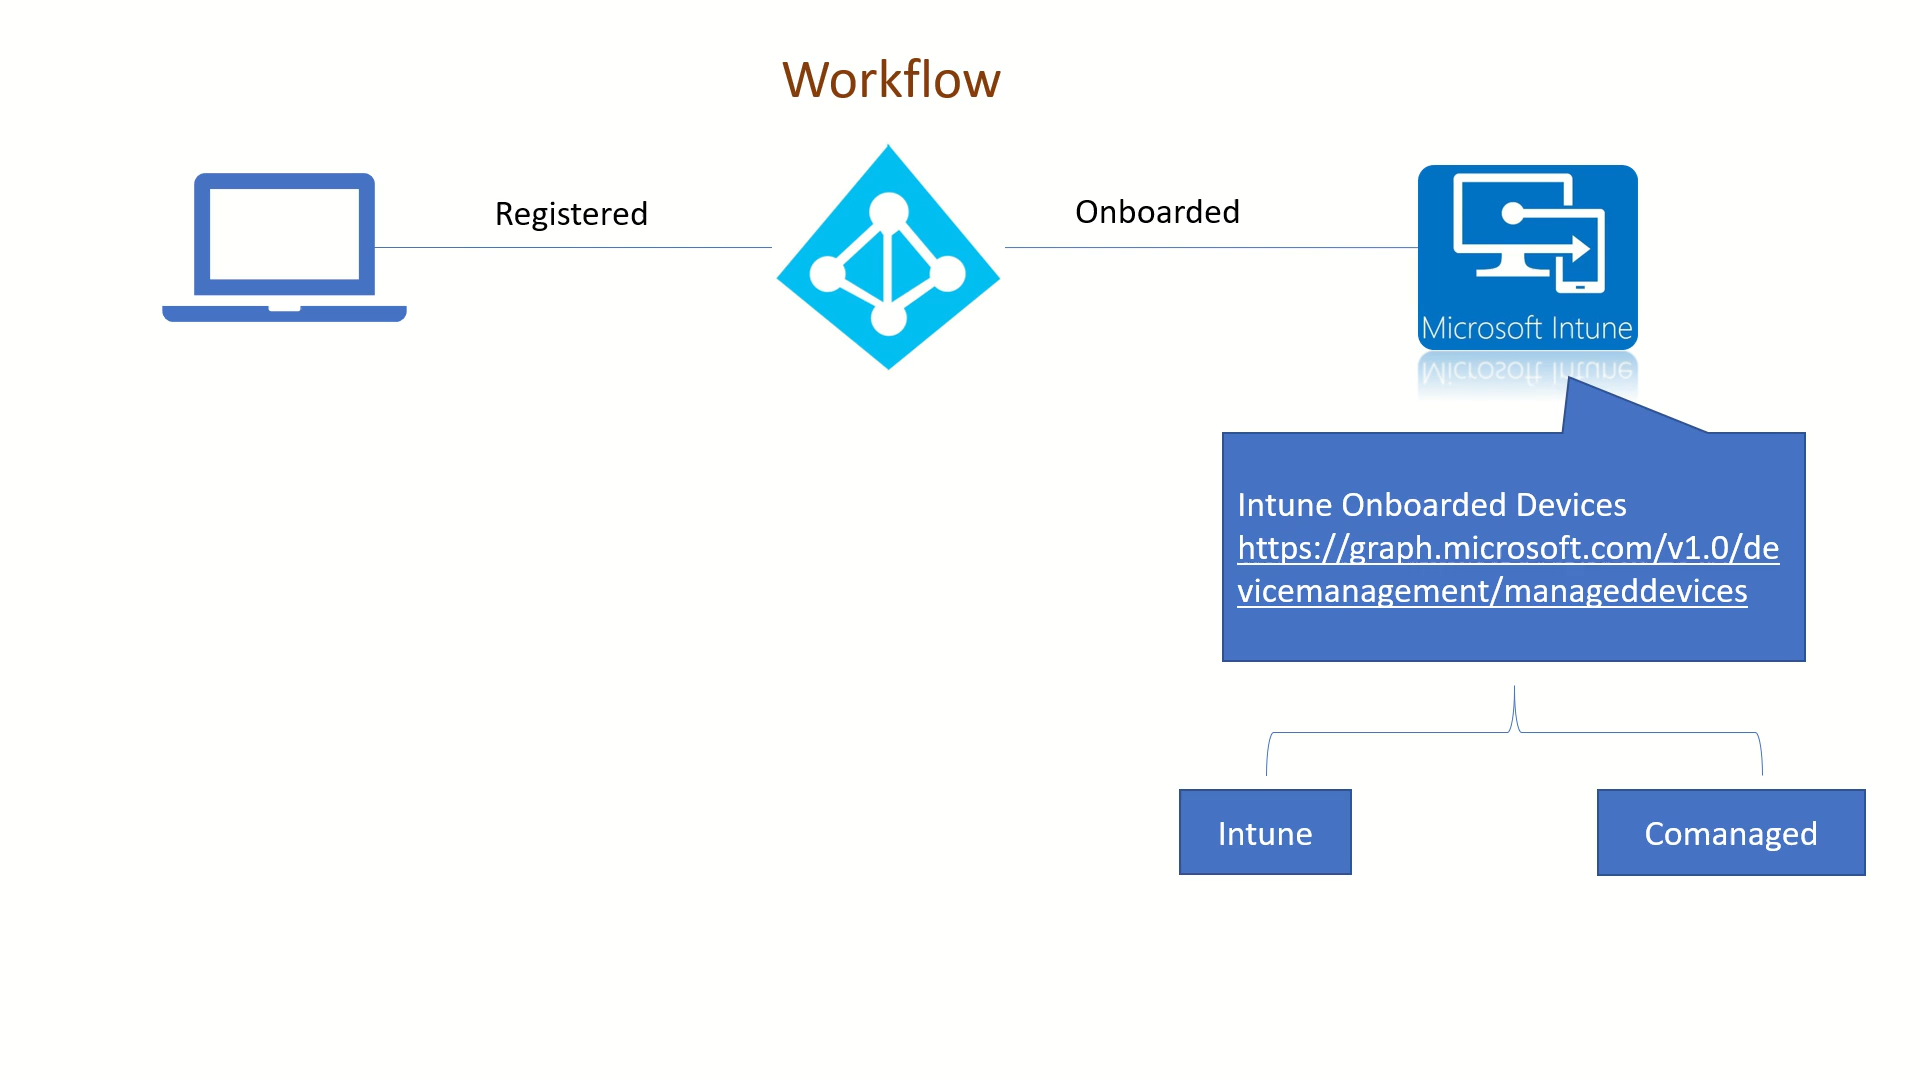 Workflow
Registered
Onboarded
Microsoft Intune
Intune Onboarded Devices
https://graph.microsoft.com/v1.0/de
vicemanagement/manageddevices
Intune
Comanaged